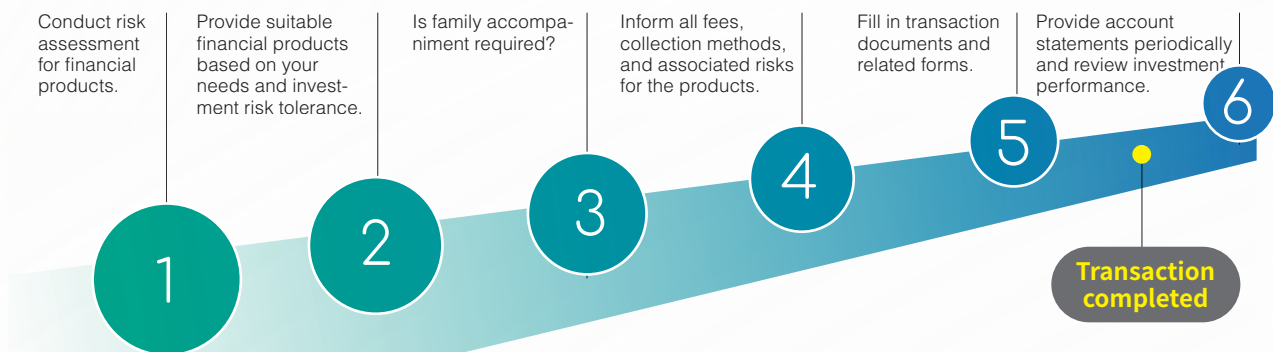 Conduct risk
assessment
for financial
products.
Provide suitable
financial products
based on your
needs and invest-
ment risk tolerance.
Is family accompa-
niment required?
Inform all fees,
collection methods,
and associated risks
for the products.
Fill in transaction
documents and
related forms.
Provide account
statements periodically
and review investment
performance.
1
2
3
4
5
6
Transaction
completed